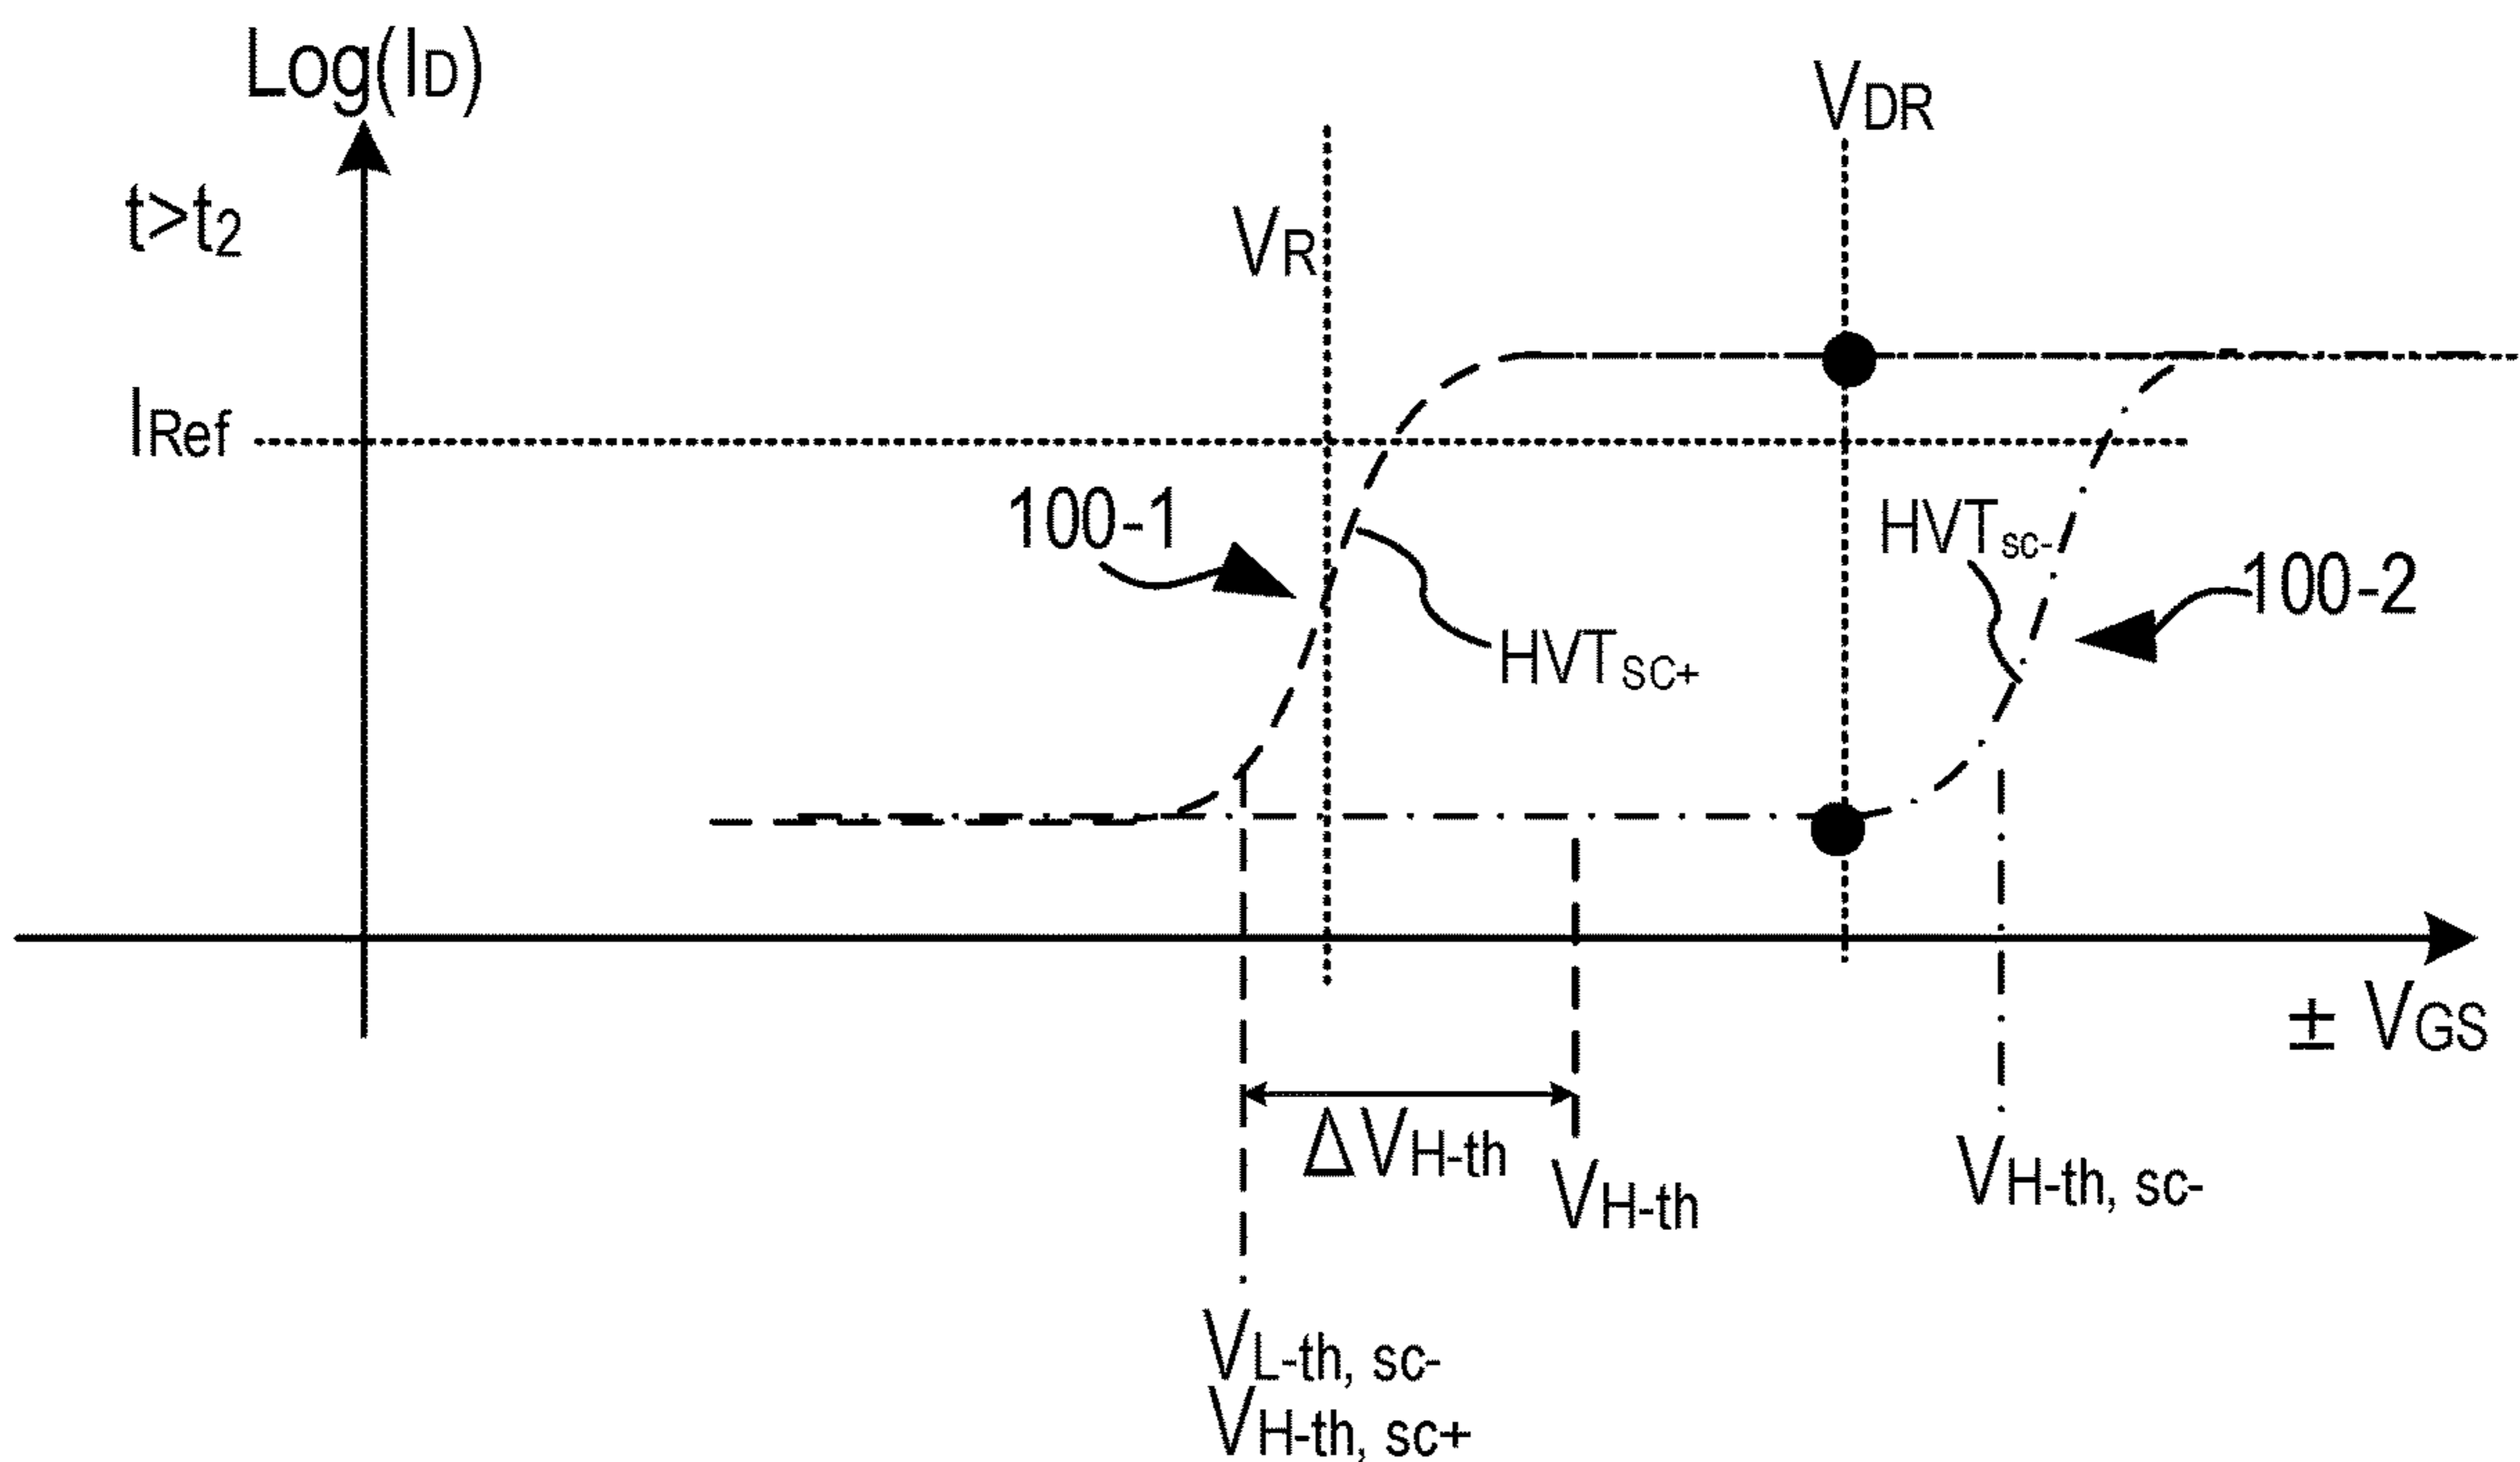 Log(ID)
VDR
t>t2
VR
IRef
100-1
HVTsc-
100-2
HVTSC+
± VGS
ΔVH-th
VH-th
VH-th, sc-
VL-th, sc-
VH-th, sc+